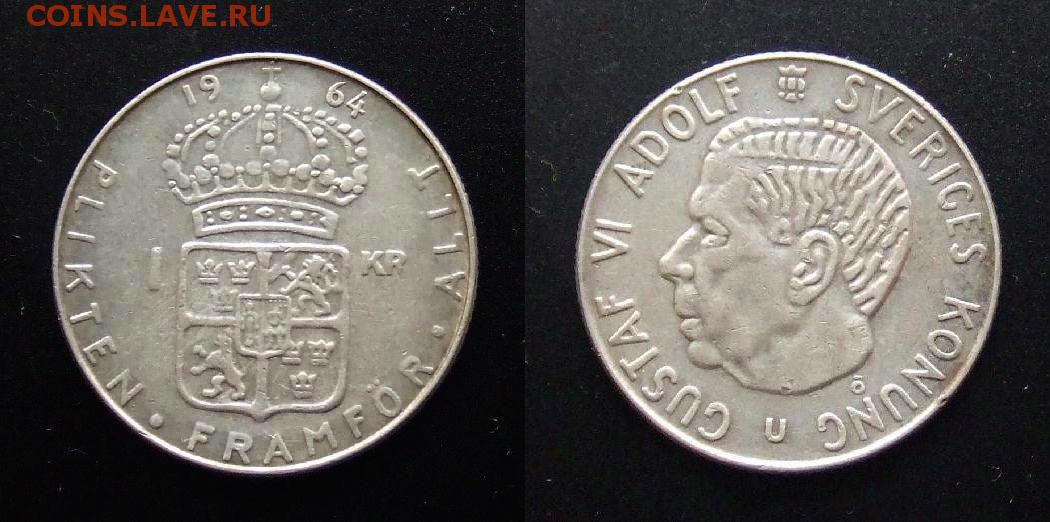 COINS.LAVE.RU
19 64
PLIKTEN · FRAMFÖR · ALLT
1 KR
GUSTAF VI ADOLF SVERIGES KONUNG
U